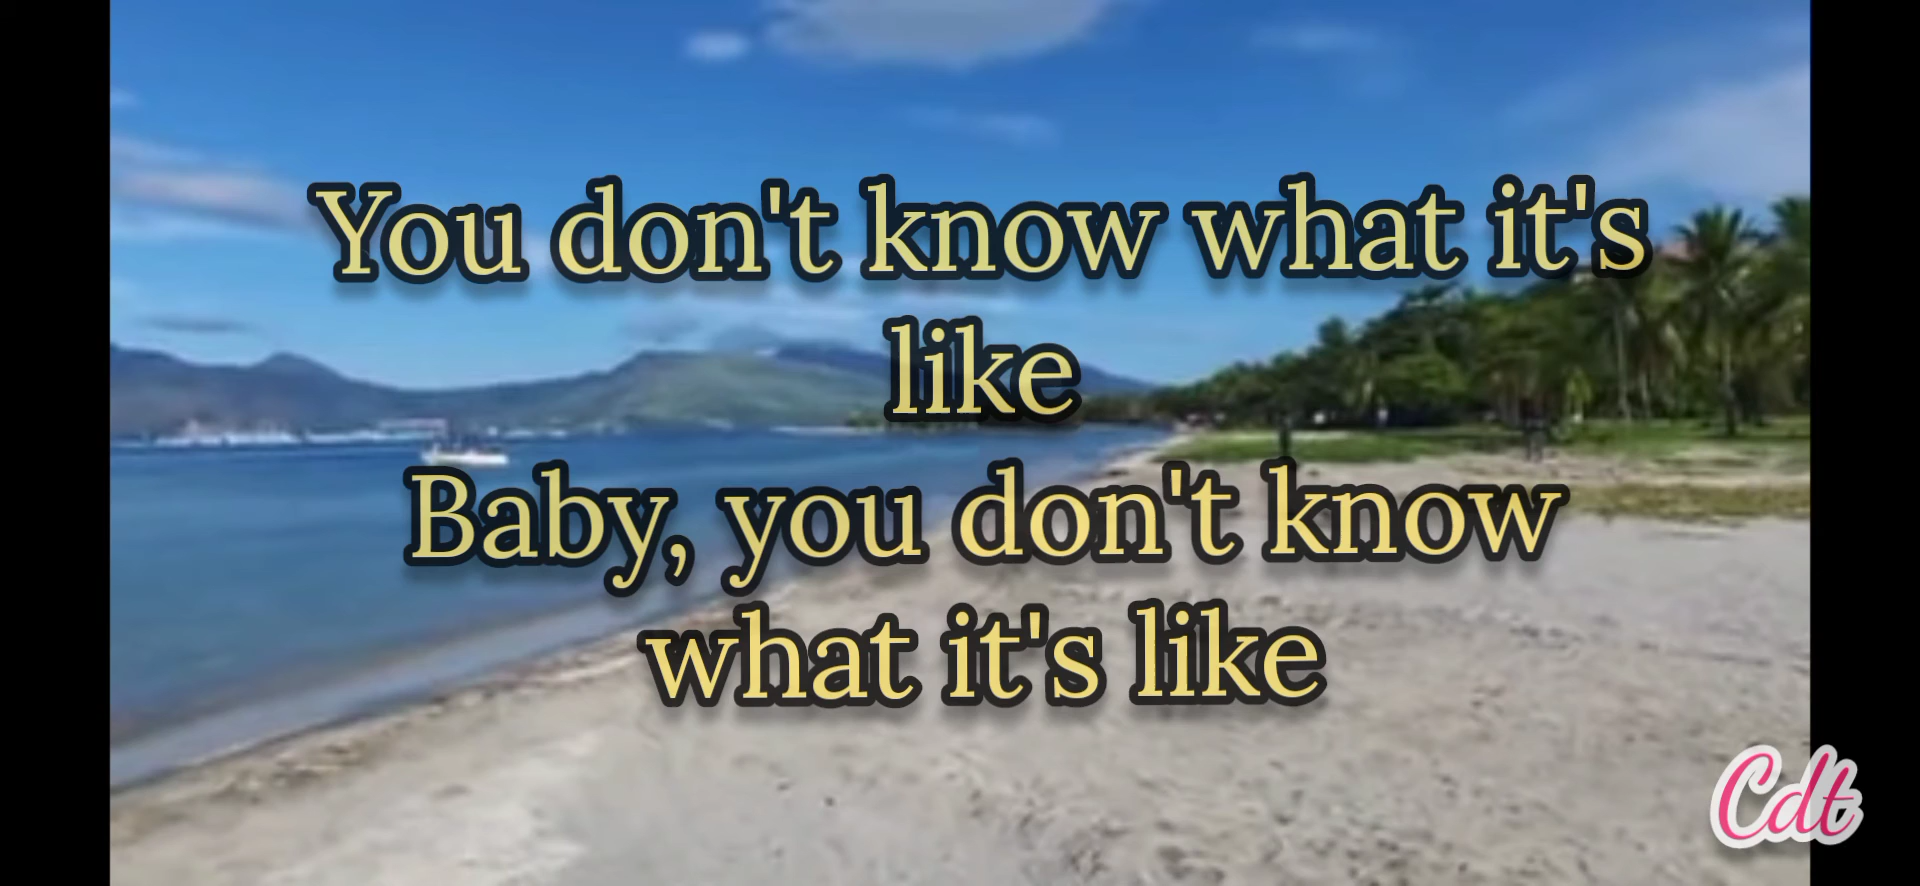 You don't know what it's
like
Baby, you don't know
what it's like
Cdt